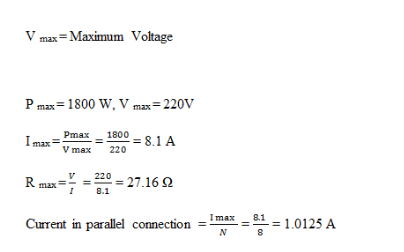 V max= Maximum Voltage
P max= 1800 W, V max= 220V
I max= Pmax / V max = 1800 / 220 = 8.1 A
R max= V / I = 220 / 8.1 = 27.16 Ω
Current in parallel connection = I max / N = 8.1 / 8 = 1.0125 A